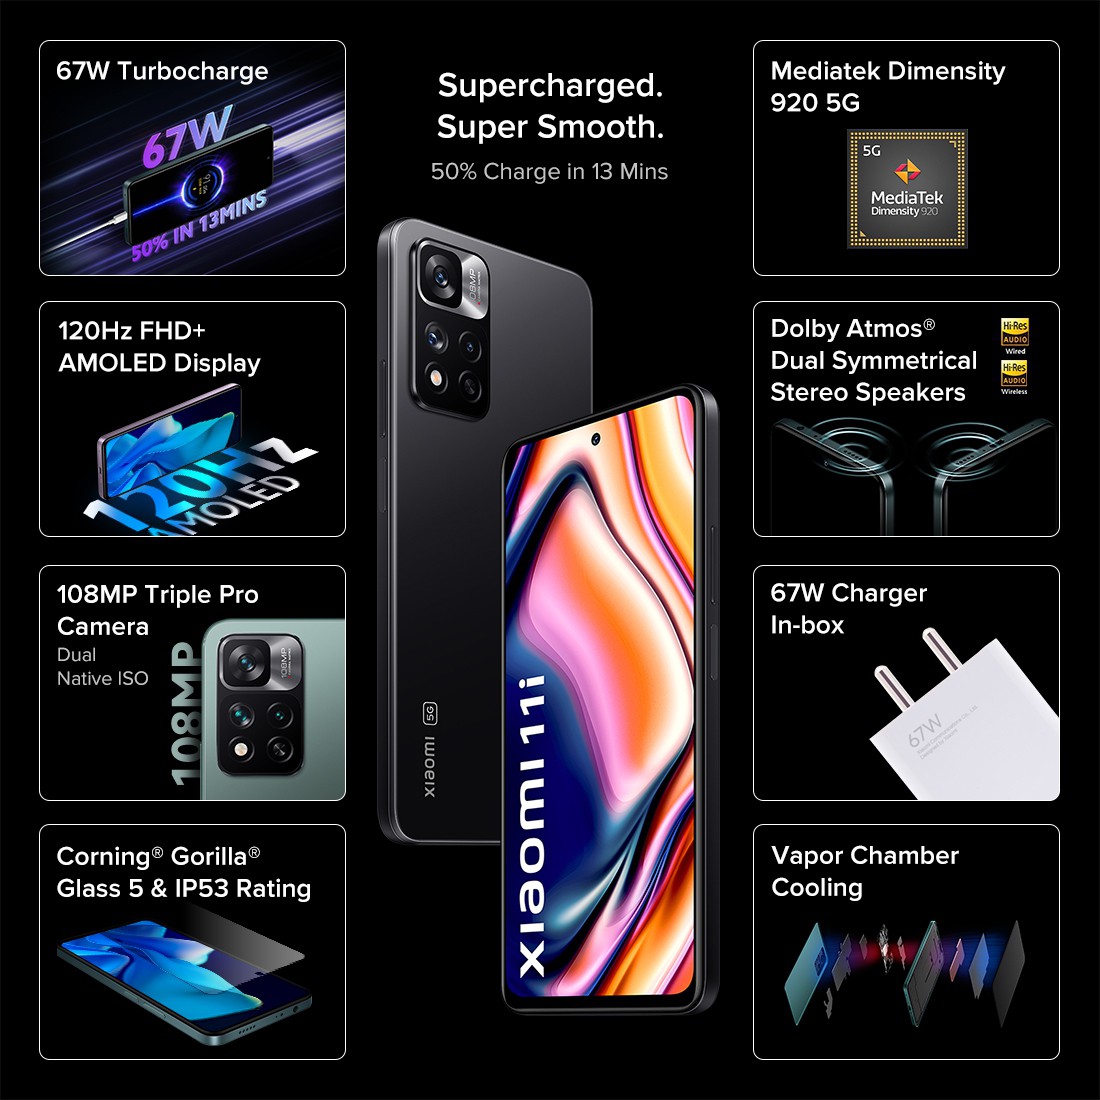 67W Turbocharge
67W
50% IN 13MINS
Supercharged.
Super Smooth.
50% Charge in 13 Mins
Mediatek Dimensity
920 5G
5G
MediaTek
Dimensity 920
120Hz FHD+
AMOLED Display
120Hz
AMOLED
Dolby Atmos®
Dual Symmetrical
Stereo Speakers
Hi-Res
AUDIO
Wired
Hi-Res
AUDIO
Wireless
108MP Triple Pro
Camera
Dual
Native ISO
108MP
108MP
108MP
xiaomi 5G
xiaomi 11i
67W Charger
In-box
67W
Corning® Gorilla®
Glass 5 & IP53 Rating
Vapor Chamber
Cooling